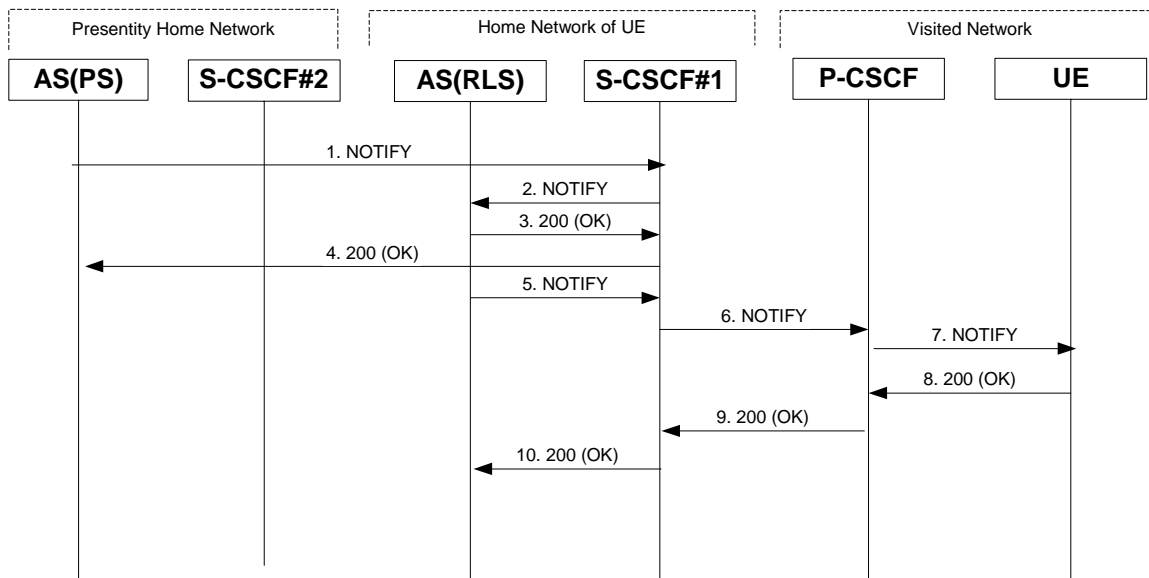 Presentity Home Network
Home Network of UE
Visited Network
AS(PS)
S-CSCF#2
AS(RLS)
S-CSCF#1
P-CSCF
UE
1. NOTIFY
2. NOTIFY
3. 200 (OK)
4. 200 (OK)
5. NOTIFY
6. NOTIFY
7. NOTIFY
8. 200 (OK)
9. 200 (OK)
10. 200 (OK)